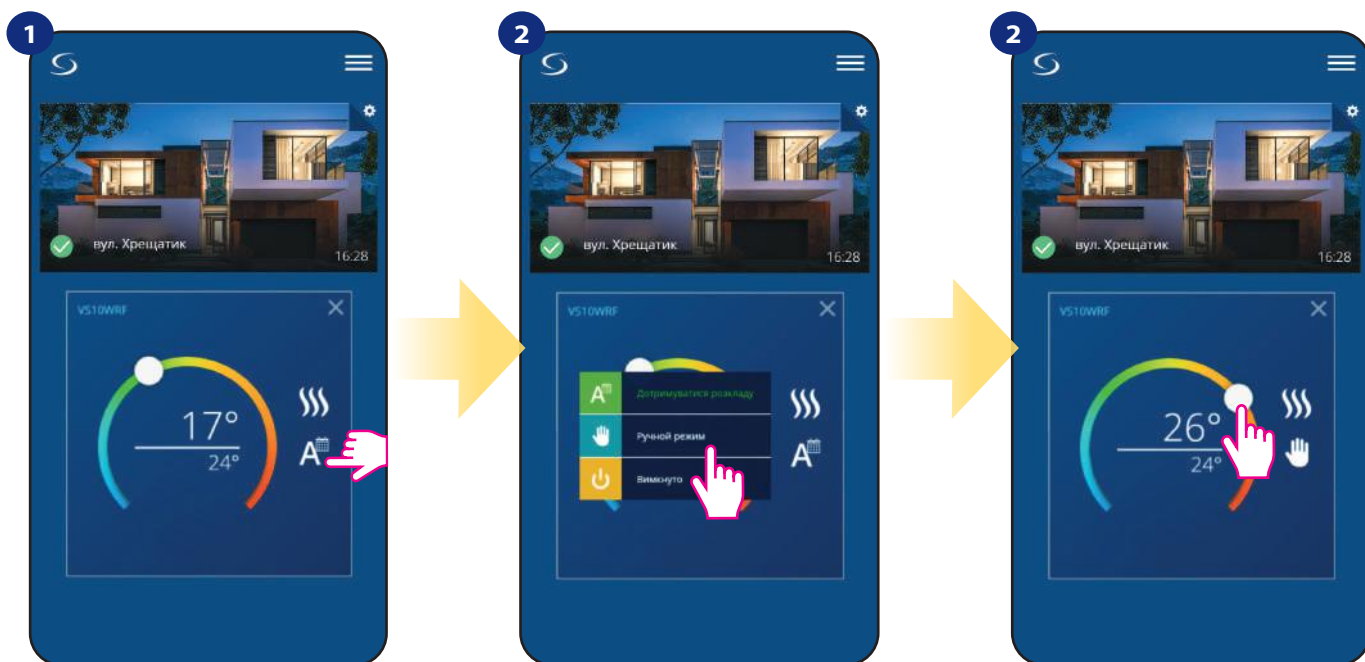 1
вул. Хрещатик
16:28
VS10WRF
17°
24°
A
2
вул. Хрещатик
16:28
VS10WRF
A Дотримуватися розкладу
Ручной режим
Вимкнуто
A
2
вул. Хрещатик
16:28
VS10WRF
26°
24°